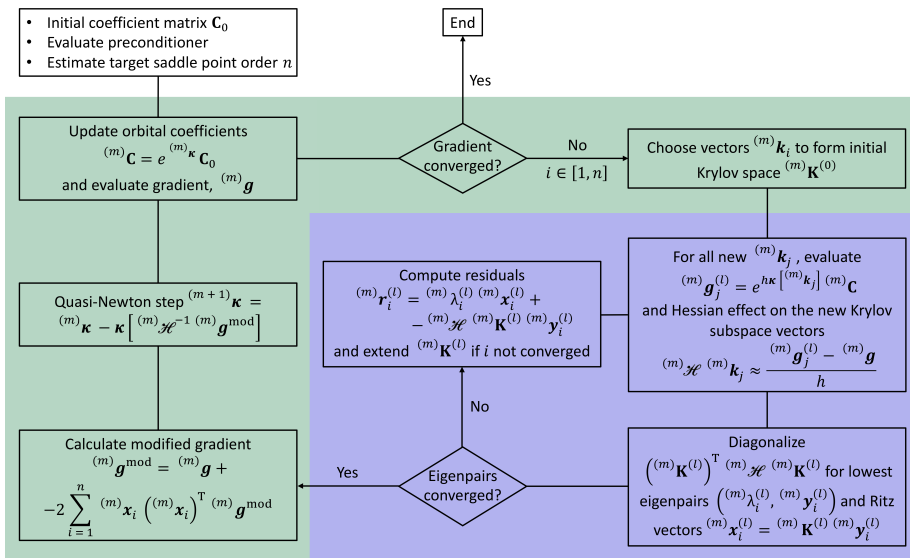 • Initial coefficient matrix 𝐂₀
• Evaluate preconditioner
• Estimate target saddle point order 𝑛
End
Yes
Update orbital coefficients
⁽ᵐ⁾𝐂 = 𝑒^{⁽ᵐ⁾𝜿} 𝐂₀
and evaluate gradient, ⁽ᵐ⁾𝒈
Gradient
converged?
No
𝑖 ∈ [1, 𝑛]
Choose vectors ⁽ᵐ⁾𝒌ᵢ to form initial
Krylov space ⁽ᵐ⁾𝐊⁽⁰⁾
For all new ⁽ᵐ⁾𝒌ⱼ , evaluate
⁽ᵐ⁾𝒈ⱼ⁽ˡ⁾ = 𝑒^{ℎ𝜿[⁽ᵐ⁾𝒌ⱼ]} ⁽ᵐ⁾𝐂
and Hessian effect on the new Krylov
subspace vectors
⁽ᵐ⁾ℋ ⁽ᵐ⁾𝒌ⱼ ≈ (⁽ᵐ⁾𝒈ⱼ⁽ˡ⁾ − ⁽ᵐ⁾𝒈) / ℎ
Compute residuals
⁽ᵐ⁾𝒓ᵢ⁽ˡ⁾ = ⁽ᵐ⁾λᵢ⁽ˡ⁾ ⁽ᵐ⁾𝒙ᵢ⁽ˡ⁾ +
− ⁽ᵐ⁾ℋ ⁽ᵐ⁾𝐊⁽ˡ⁾ ⁽ᵐ⁾𝒚ᵢ⁽ˡ⁾
and extend ⁽ᵐ⁾𝐊⁽ˡ⁾ if 𝑖 not converged
Quasi-Newton step ⁽ᵐ⁺¹⁾𝜿 =
⁽ᵐ⁾𝜿 − 𝜿[⁽ᵐ⁾ℋ⁻¹ ⁽ᵐ⁾𝒈^{mod}]
No
Calculate modified gradient
⁽ᵐ⁾𝒈^{mod} = ⁽ᵐ⁾𝒈 +
−2 ∑_{𝑖 = 1}^{𝑛} ⁽ᵐ⁾𝒙ᵢ (⁽ᵐ⁾𝒙ᵢ)ᵀ ⁽ᵐ⁾𝒈^{mod}
Yes
Eigenpairs
converged?
Diagonalize
(⁽ᵐ⁾𝐊⁽ˡ⁾)ᵀ ⁽ᵐ⁾ℋ ⁽ᵐ⁾𝐊⁽ˡ⁾ for lowest
eigenpairs (⁽ᵐ⁾λᵢ⁽ˡ⁾, ⁽ᵐ⁾𝒚ᵢ⁽ˡ⁾) and Ritz
vectors ⁽ᵐ⁾𝒙ᵢ⁽ˡ⁾ = ⁽ᵐ⁾𝐊⁽ˡ⁾ ⁽ᵐ⁾𝒚ᵢ⁽ˡ⁾